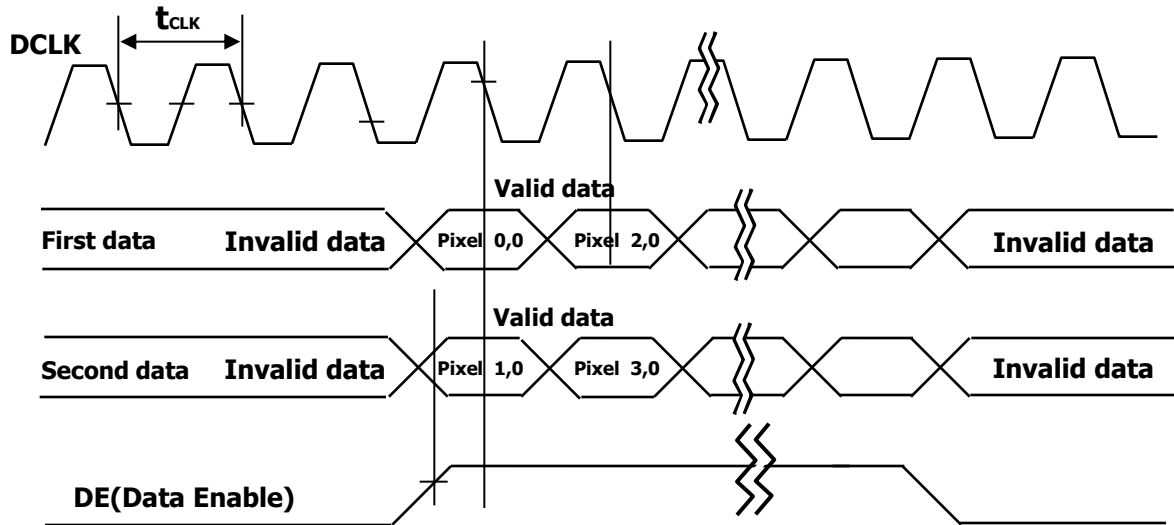 tCLK
DCLK
Valid data
First data Invalid data Pixel 0,0 Pixel 2,0 Invalid data
Valid data
Second data Invalid data Pixel 1,0 Pixel 3,0 Invalid data
DE(Data Enable)